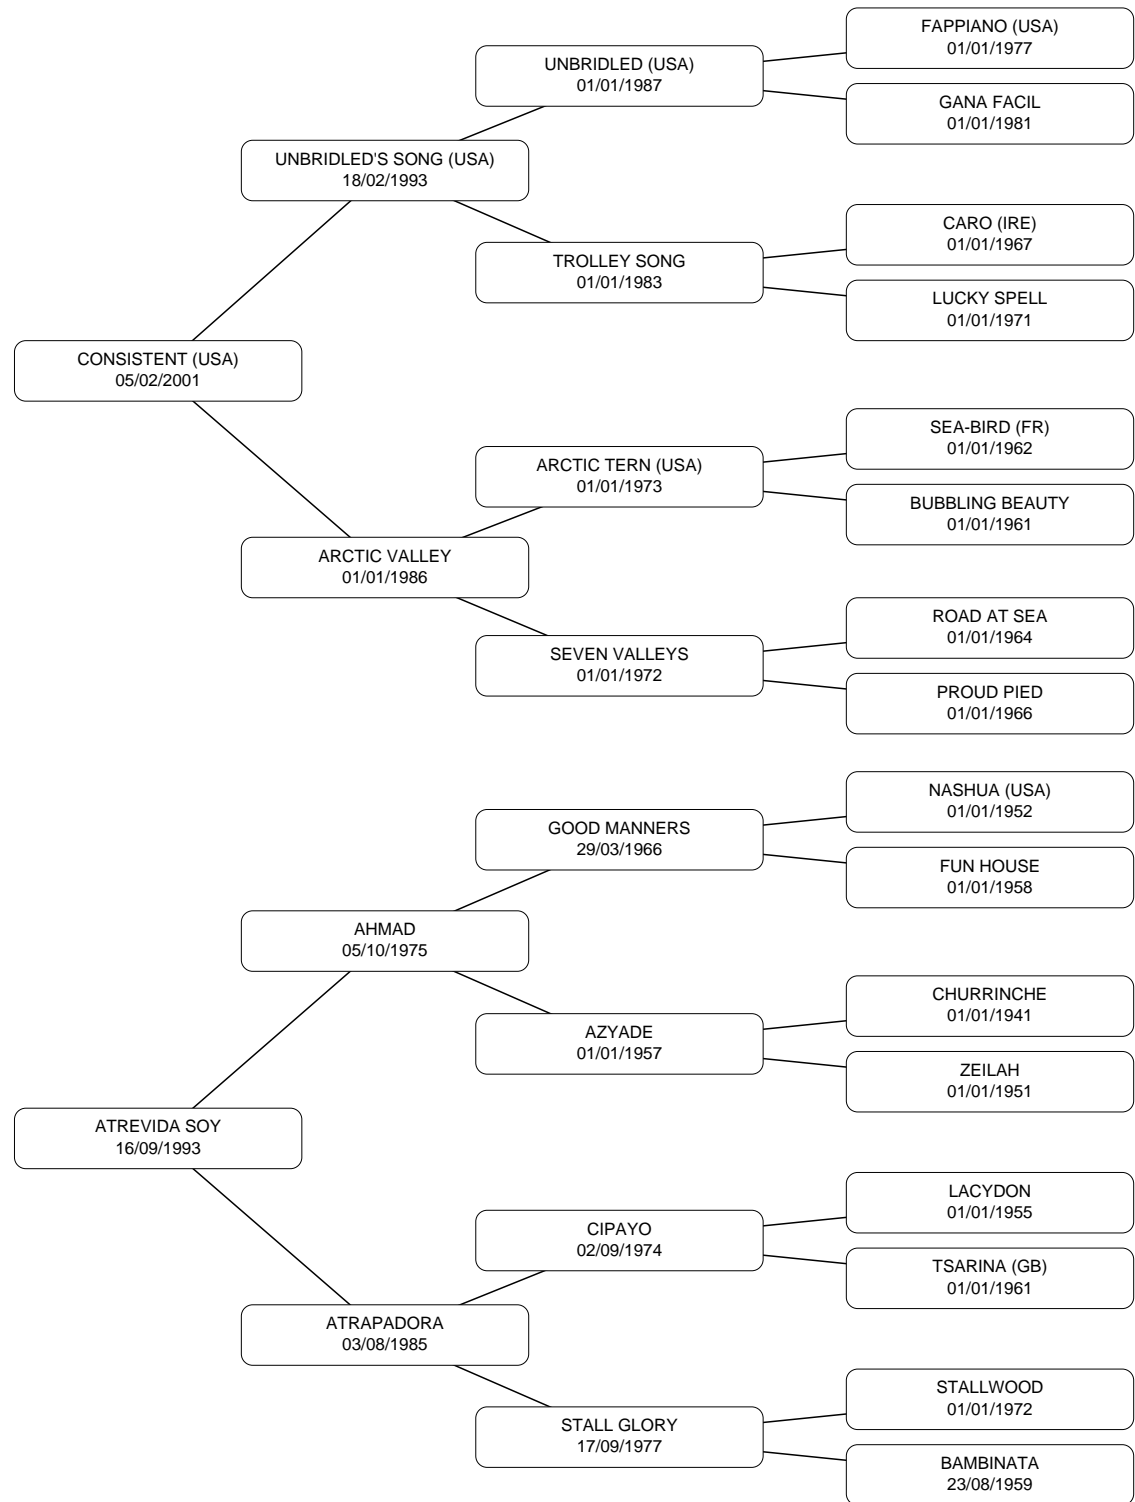 FAPPIANO (USA)
01/01/1977
UNBRIDLED (USA)
01/01/1987
GANA FACIL
01/01/1981
UNBRIDLED'S SONG (USA)
18/02/1993
CARO (IRE)
01/01/1967
TROLLEY SONG
01/01/1983
LUCKY SPELL
01/01/1971
CONSISTENT (USA)
05/02/2001
SEA-BIRD (FR)
01/01/1962
ARCTIC TERN (USA)
01/01/1973
BUBBLING BEAUTY
01/01/1961
ARCTIC VALLEY
01/01/1986
ROAD AT SEA
01/01/1964
SEVEN VALLEYS
01/01/1972
PROUD PIED
01/01/1966
NASHUA (USA)
01/01/1952
GOOD MANNERS
29/03/1966
FUN HOUSE
01/01/1958
AHMAD
05/10/1975
CHURRINCHE
01/01/1941
AZYADE
01/01/1957
ZEILAH
01/01/1951
ATREVIDA SOY
16/09/1993
LACYDON
01/01/1955
CIPAYO
02/09/1974
TSARINA (GB)
01/01/1961
ATRAPADORA
03/08/1985
STALLWOOD
01/01/1972
STALL GLORY
17/09/1977
BAMBINATA
23/08/1959